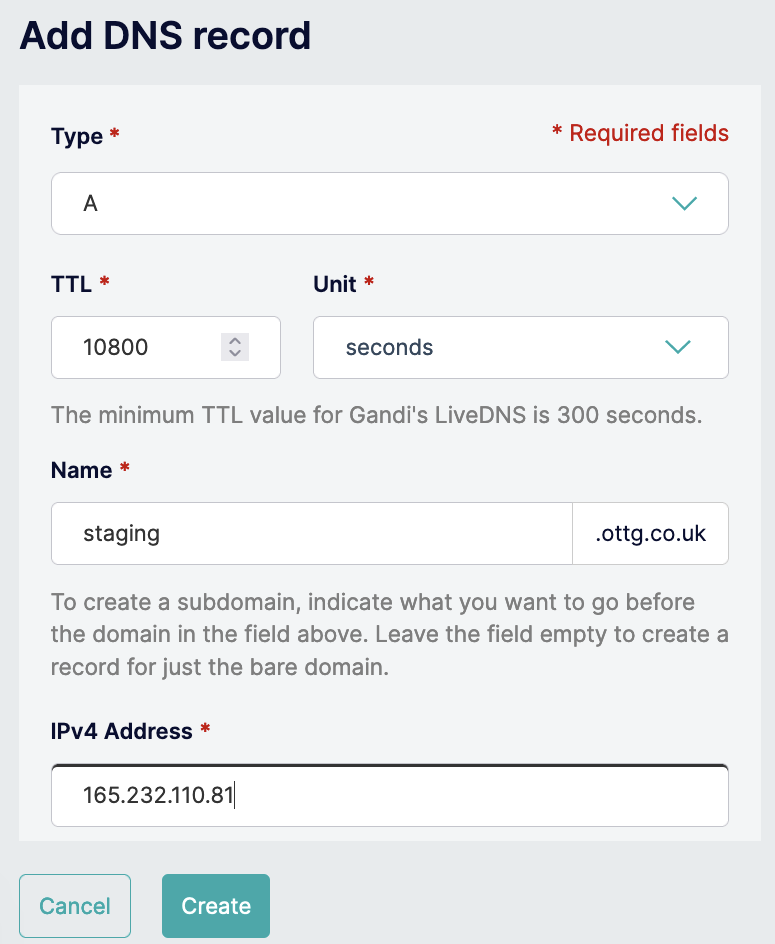 Add DNS record
Type *
* Required fields
A
TTL *
Unit *
10800
seconds
The minimum TTL value for Gandi's LiveDNS is 300 seconds.
Name *
staging
.ottg.co.uk
To create a subdomain, indicate what you want to go before
the domain in the field above. Leave the field empty to create a
record for just the bare domain.
IPv4 Address *
165.232.110.81
Cancel
Create